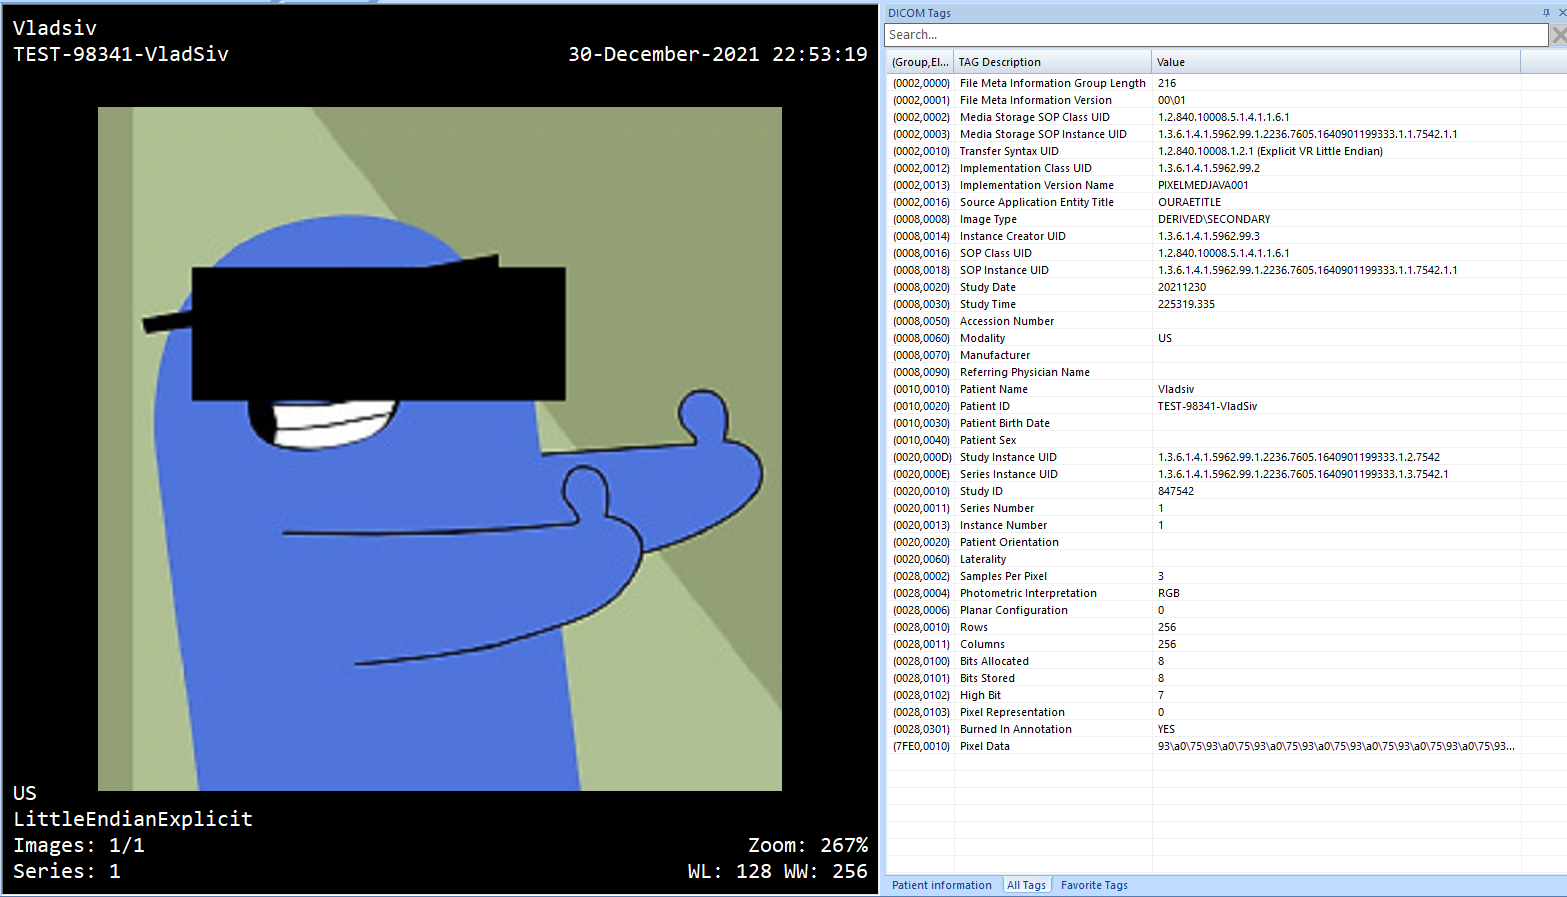 Vladsiv
TEST-98341-VladSiv
30-December-2021 22:53:19
US
LittleEndianExplicit
Images: 1/1
Series: 1
Zoom: 267%
WL: 128 WW: 256
DICOM Tags
Search...
(Group,El... TAG Description Value
(0002,0000) File Meta Information Group Length 216
(0002,0001) File Meta Information Version 00\01
(0002,0002) Media Storage SOP Class UID 1.2.840.10008.5.1.4.1.1.6.1
(0002,0003) Media Storage SOP Instance UID 1.3.6.1.4.1.5962.99.1.2236.7605.1640901199333.1.1.7542.1.1
(0002,0010) Transfer Syntax UID 1.2.840.10008.1.2.1 (Explicit VR Little Endian)
(0002,0012) Implementation Class UID 1.3.6.1.4.1.5962.99.2
(0002,0013) Implementation Version Name PIXELMEDJAVA001
(0002,0016) Source Application Entity Title OURAETITLE
(0008,0008) Image Type DERIVED\SECONDARY
(0008,0014) Instance Creator UID 1.3.6.1.4.1.5962.99.3
(0008,0016) SOP Class UID 1.2.840.10008.5.1.4.1.1.6.1
(0008,0018) SOP Instance UID 1.3.6.1.4.1.5962.99.1.2236.7605.1640901199333.1.1.7542.1.1
(0008,0020) Study Date 20211230
(0008,0030) Study Time 225319.335
(0008,0050) Accession Number
(0008,0060) Modality US
(0008,0070) Manufacturer
(0008,0090) Referring Physician Name
(0010,0010) Patient Name Vladsiv
(0010,0020) Patient ID TEST-98341-VladSiv
(0010,0030) Patient Birth Date
(0010,0040) Patient Sex
(0020,000D) Study Instance UID 1.3.6.1.4.1.5962.99.1.2236.7605.1640901199333.1.2.7542
(0020,000E) Series Instance UID 1.3.6.1.4.1.5962.99.1.2236.7605.1640901199333.1.3.7542.1
(0020,0010) Study ID 847542
(0020,0011) Series Number 1
(0020,0013) Instance Number 1
(0020,0020) Patient Orientation
(0020,0060) Laterality
(0028,0002) Samples Per Pixel 3
(0028,0004) Photometric Interpretation RGB
(0028,0006) Planar Configuration 0
(0028,0010) Rows 256
(0028,0011) Columns 256
(0028,0100) Bits Allocated 8
(0028,0101) Bits Stored 8
(0028,0102) High Bit 7
(0028,0103) Pixel Representation 0
(0028,0301) Burned In Annotation YES
(7FE0,0010) Pixel Data 93\a0\75\93\a0\75\93\a0\75\93\a0\75\93\a0\75\93\a0\75\93\a0\75\93...
Patient information All Tags Favorite Tags